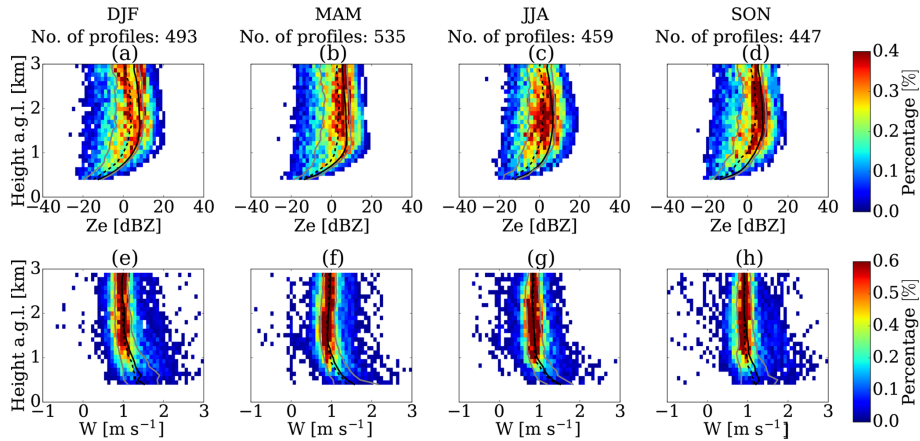 DJF MAM JJA SON
No. of profiles: 493 No. of profiles: 535 No. of profiles: 459 No. of profiles: 447
(a) (b) (c) (d)
3
2
1
0
Height a.g.l. [km]
−40 −20 0 20 40 −40 −20 0 20 40 −40 −20 0 20 40 −40 −20 0 20 40
Ze [dBZ] Ze [dBZ] Ze [dBZ] Ze [dBZ]
0.4
0.3
0.2
0.1
0.0
Percentage [%]
(e) (f) (g) (h)
3
2
1
0
Height a.g.l. [km]
−1 0 1 2 3 −1 0 1 2 3 −1 0 1 2 3 −1 0 1 2 3
W [m s−1] W [m s−1] W [m s−1] W [m s−1]
0.6
0.5
0.4
0.3
0.2
0.1
0.0
Percentage [%]